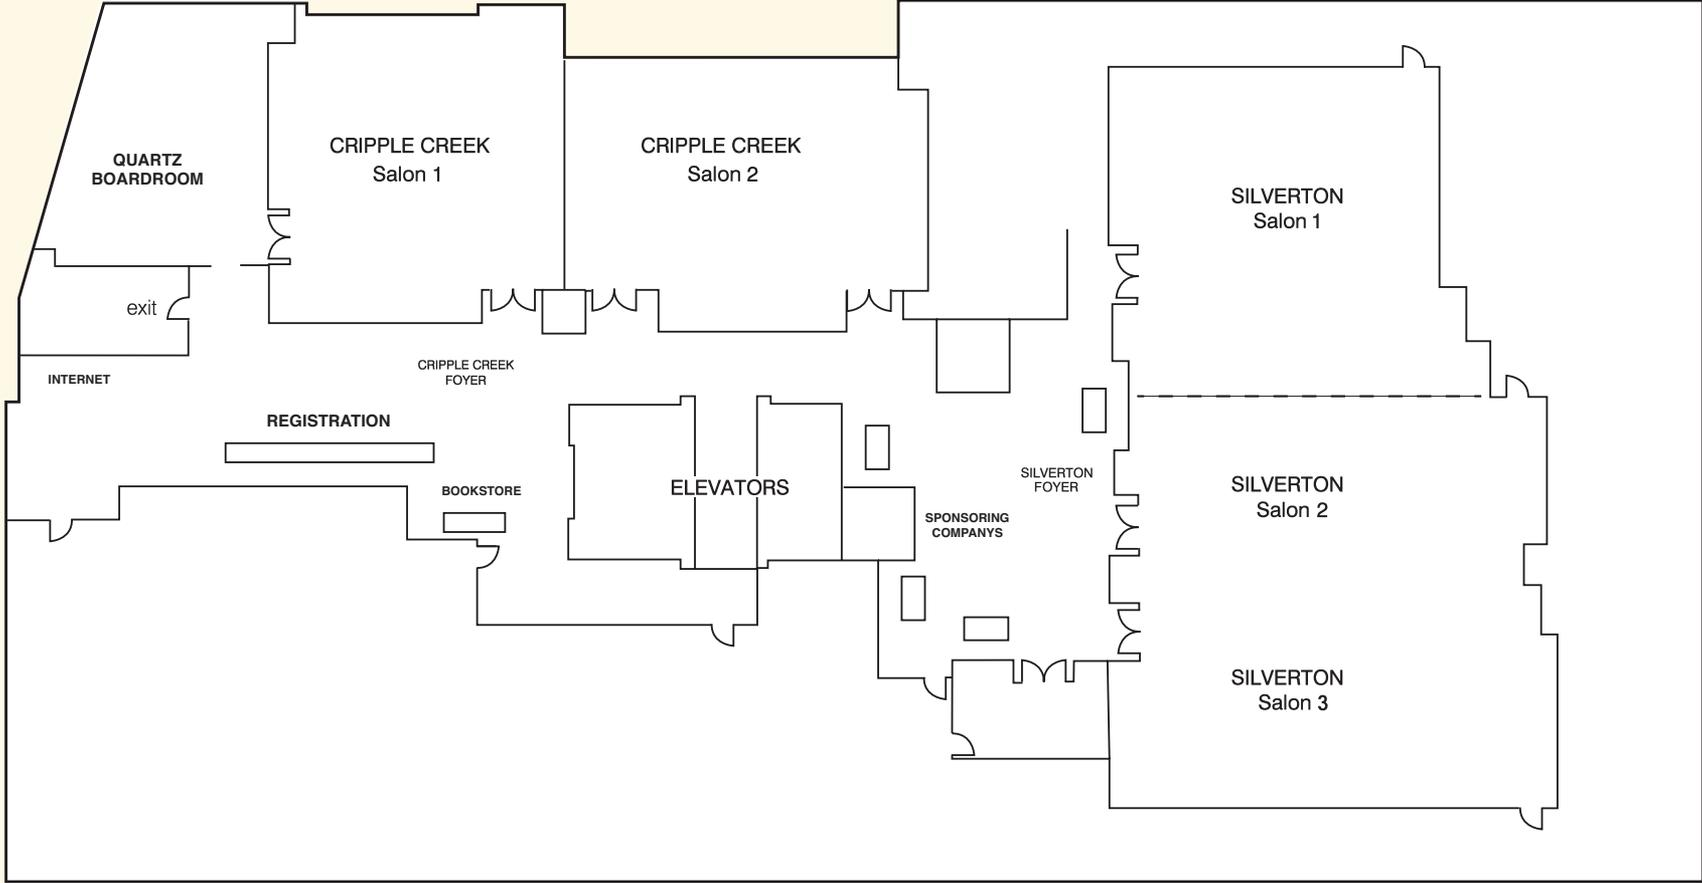 QUARTZ
BOARDROOM
CRIPPLE CREEK
Salon 1
CRIPPLE CREEK
Salon 2
SILVERTON
Salon 1
exit
INTERNET
CRIPPLE CREEK
FOYER
REGISTRATION
BOOKSTORE
ELEVATORS
SPONSORING
COMPANYS
SILVERTON
FOYER
SILVERTON
Salon 2
SILVERTON
Salon 3